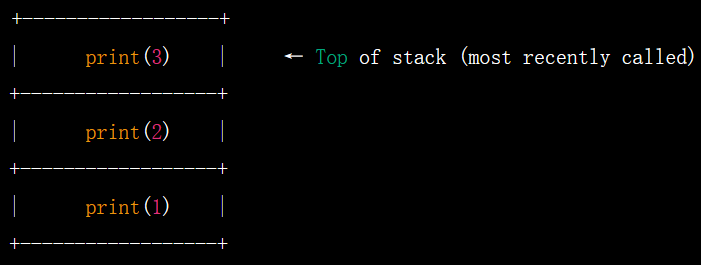 +------------------+
|      print(3)    |     ← Top of stack (most recently called)
+------------------+
|      print(2)    |
+------------------+
|      print(1)    |
+------------------+